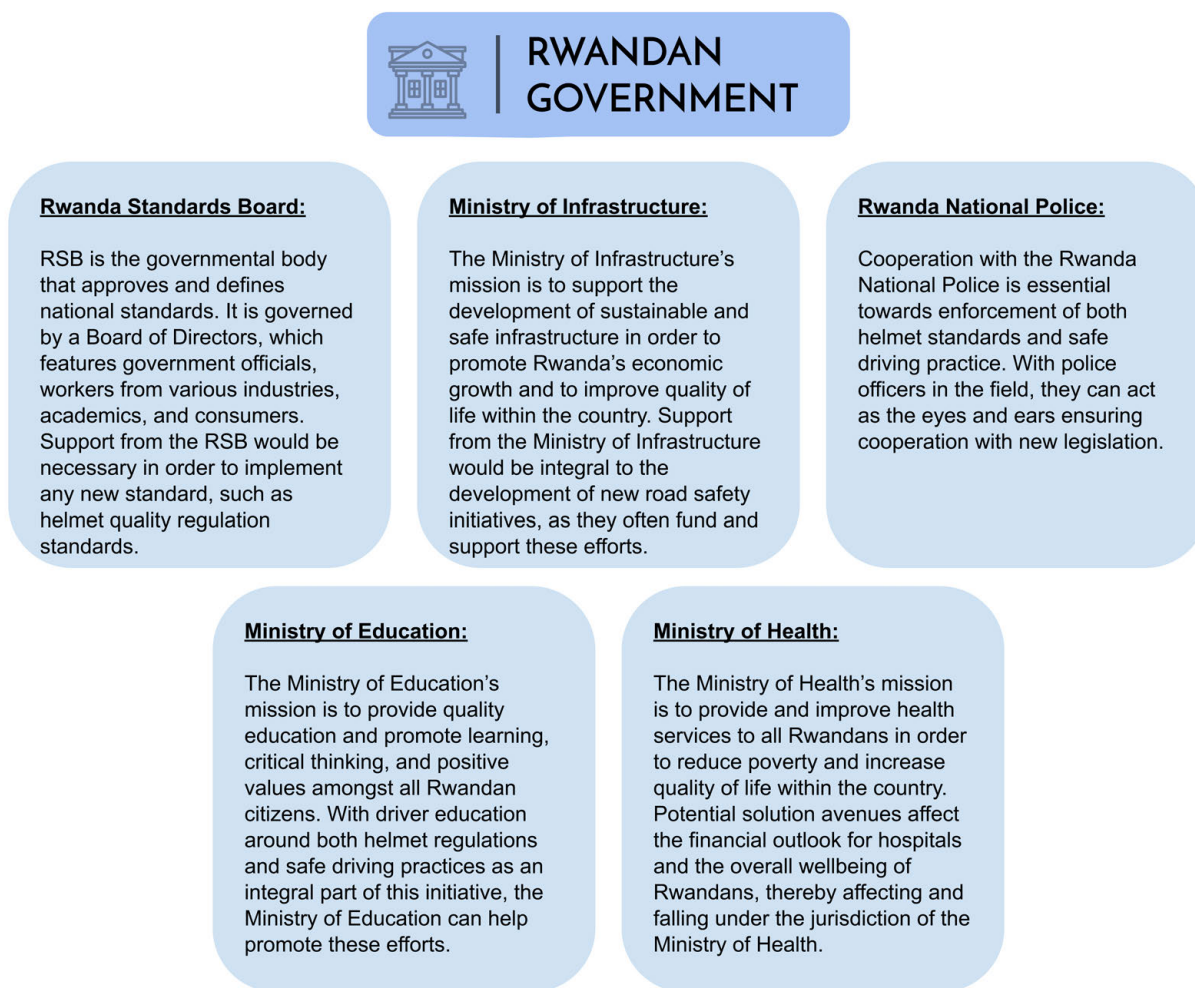 RWANDAN
GOVERNMENT
Rwanda Standards Board:
RSB is the governmental body
that approves and defines
national standards. It is governed
by a Board of Directors, which
features government officials,
workers from various industries,
academics, and consumers.
Support from the RSB would be
necessary in order to implement
any new standard, such as
helmet quality regulation
standards.
Ministry of Infrastructure:
The Ministry of Infrastructure’s
mission is to support the
development of sustainable and
safe infrastructure in order to
promote Rwanda’s economic
growth and to improve quality of
life within the country. Support
from the Ministry of Infrastructure
would be integral to the
development of new road safety
initiatives, as they often fund and
support these efforts.
Rwanda National Police:
Cooperation with the Rwanda
National Police is essential
towards enforcement of both
helmet standards and safe
driving practice. With police
officers in the field, they can act
as the eyes and ears ensuring
cooperation with new legislation.
Ministry of Education:
The Ministry of Education’s
mission is to provide quality
education and promote learning,
critical thinking, and positive
values amongst all Rwandan
citizens. With driver education
around both helmet regulations
and safe driving practices as an
integral part of this initiative, the
Ministry of Education can help
promote these efforts.
Ministry of Health:
The Ministry of Health’s mission
is to provide and improve health
services to all Rwandans in order
to reduce poverty and increase
quality of life within the country.
Potential solution avenues affect
the financial outlook for hospitals
and the overall wellbeing of
Rwandans, thereby affecting and
falling under the jurisdiction of the
Ministry of Health.